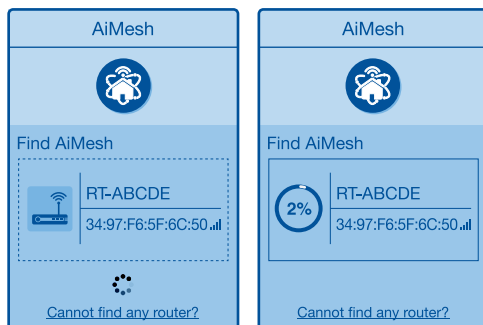 AiMesh
Find AiMesh
RT-ABCDE
34:97:F6:5F:6C:50
Cannot find any router?
AiMesh
Find AiMesh
2%
RT-ABCDE
34:97:F6:5F:6C:50
Cannot find any router?